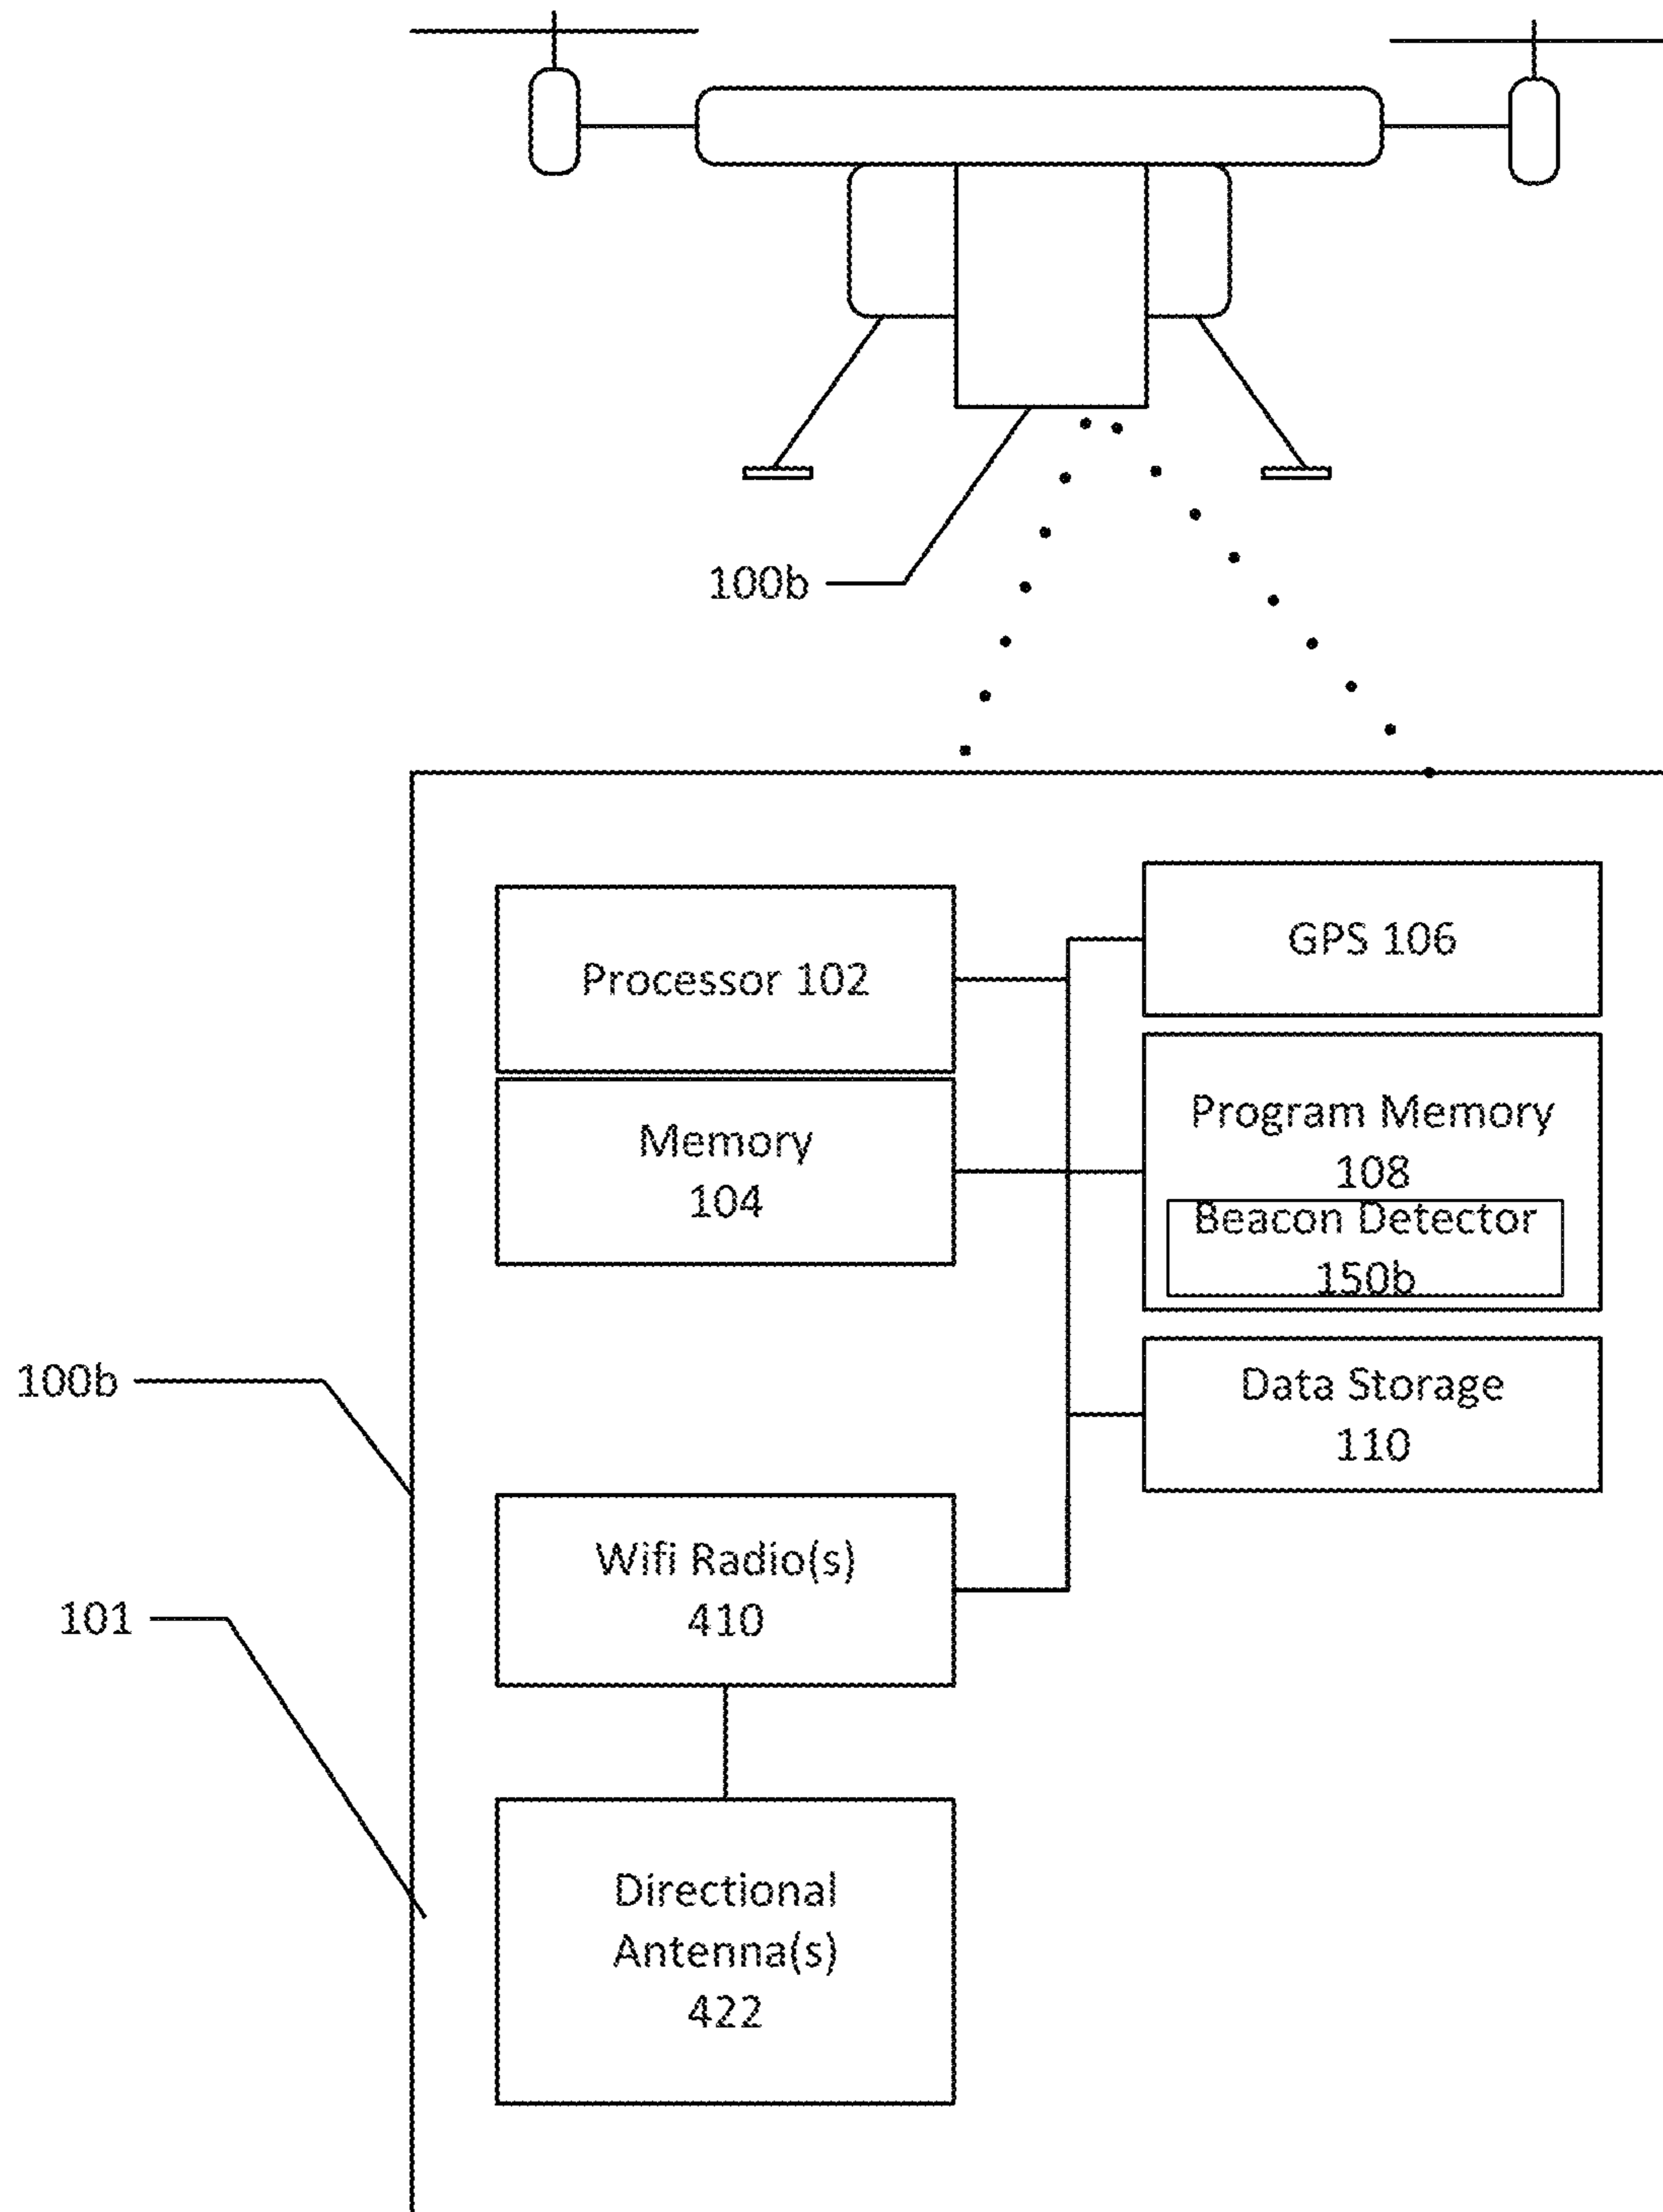 100b
Processor 102
GPS 106
Memory
104
Program Memory
108
Beacon Detector
150b
100b
Data Storage
110
Wifi Radio(s)
410
101
Directional
Antenna(s)
422